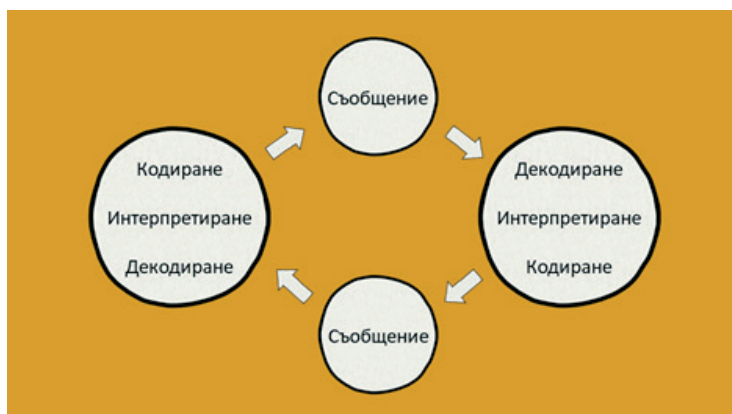 Съобщение
Кодиране
Интерпретиране
Декодиране
Декодиране
Интерпретиране
Кодиране
Съобщение